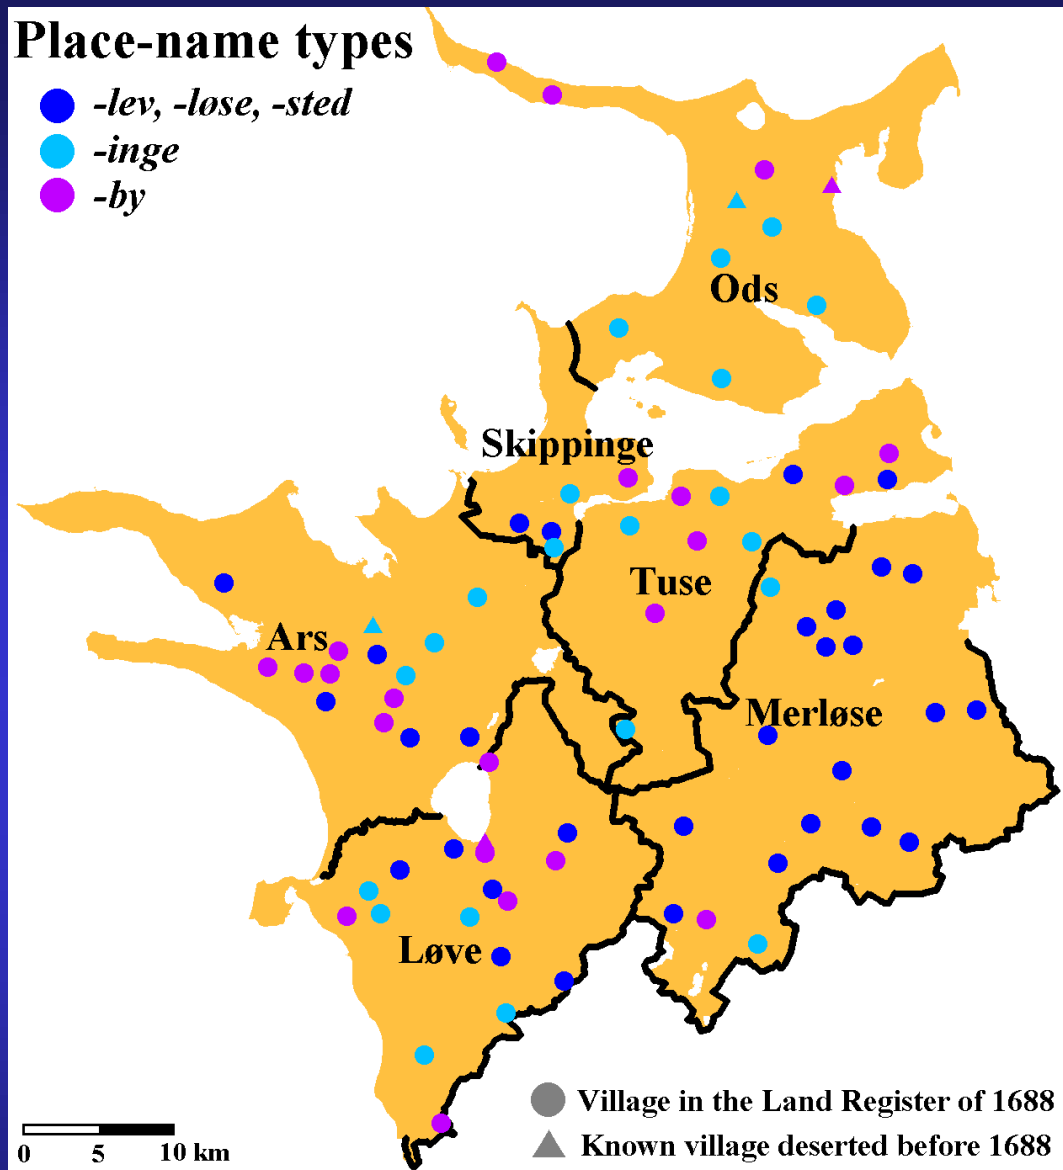 Place-name types
-lev, -løse, -sted
-inge
-by
Ods
Skippinge
Tuse
Ars
Merløse
Løve
Village in the Land Register of 1688
Known village deserted before 1688
0 5 10 km